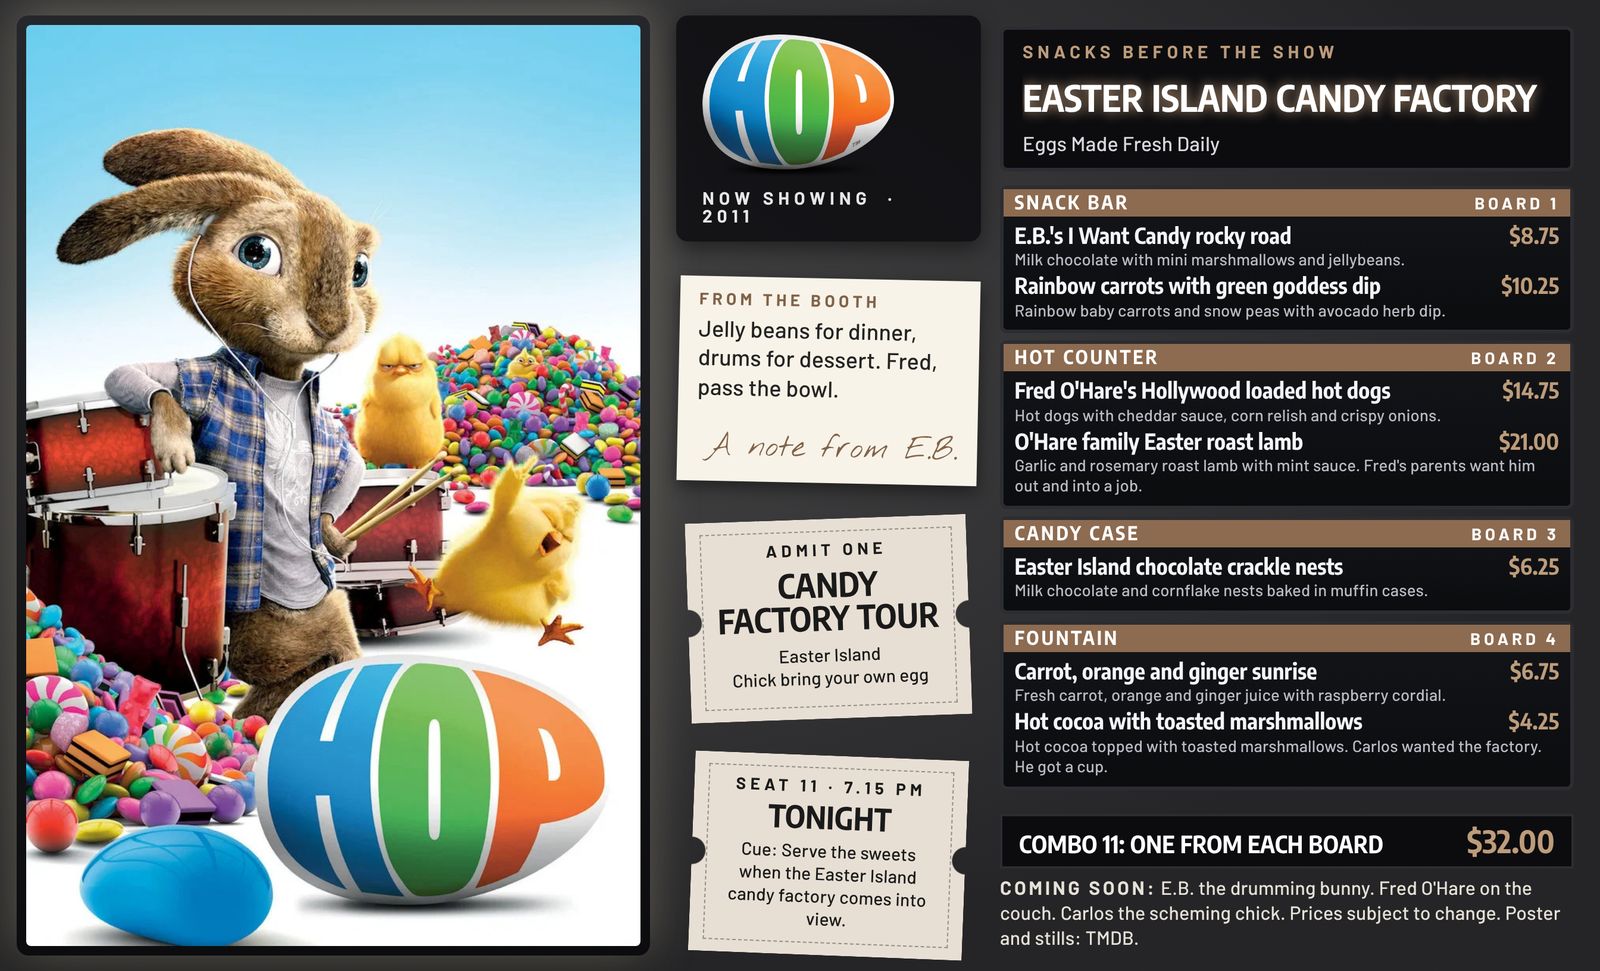 HOP
HOP
TM
NOW SHOWING ·
2011
FROM THE BOOTH
Jelly beans for dinner,
drums for dessert. Fred,
pass the bowl.
A note from E.B.
ADMIT ONE
CANDY
FACTORY TOUR
Easter Island
Chick bring your own egg
SEAT 11 · 7.15 PM
TONIGHT
Cue: Serve the sweets
when the Easter Island
candy factory comes into
view.
SNACKS BEFORE THE SHOW
EASTER ISLAND CANDY FACTORY
Eggs Made Fresh Daily
SNACK BAR BOARD 1
E.B.'s I Want Candy rocky road $8.75
Milk chocolate with mini marshmallows and jellybeans.
Rainbow carrots with green goddess dip $10.25
Rainbow baby carrots and snow peas with avocado herb dip.
HOT COUNTER BOARD 2
Fred O'Hare's Hollywood loaded hot dogs $14.75
Hot dogs with cheddar sauce, corn relish and crispy onions.
O'Hare family Easter roast lamb $21.00
Garlic and rosemary roast lamb with mint sauce. Fred's parents want him
out and into a job.
CANDY CASE BOARD 3
Easter Island chocolate crackle nests $6.25
Milk chocolate and cornflake nests baked in muffin cases.
FOUNTAIN BOARD 4
Carrot, orange and ginger sunrise $6.75
Fresh carrot, orange and ginger juice with raspberry cordial.
Hot cocoa with toasted marshmallows $4.25
Hot cocoa topped with toasted marshmallows. Carlos wanted the factory.
He got a cup.
COMBO 11: ONE FROM EACH BOARD $32.00
COMING SOON: E.B. the drumming bunny. Fred O'Hare on the
couch. Carlos the scheming chick. Prices subject to change. Poster
and stills: TMDB.